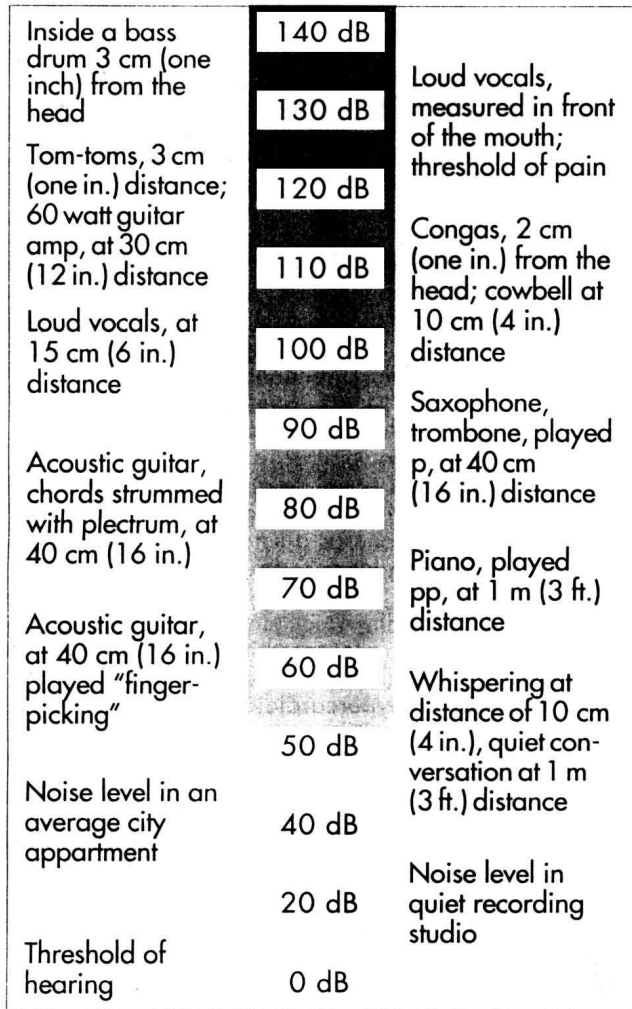 Inside a bass
drum 3 cm (one
inch) from the
head
140 dB
130 dB
Loud vocals,
measured in front
of the mouth;
threshold of pain
Tom-toms, 3 cm
(one in.) distance;
60 watt guitar
amp, at 30 cm
(12 in.) distance
120 dB
110 dB
Congas, 2 cm
(one in.) from the
head; cowbell at
10 cm (4 in.)
distance
Loud vocals, at
15 cm (6 in.)
distance
100 dB
90 dB
Saxophone,
trombone, played
p, at 40 cm
(16 in.) distance
Acoustic guitar,
chords strummed
with plectrum, at
40 cm (16 in.)
80 dB
70 dB
Piano, played
pp, at 1 m (3 ft.)
distance
Acoustic guitar,
at 40 cm (16 in.)
played "finger-
picking"
60 dB
50 dB
Whispering at
distance of 10 cm
(4 in.), quiet con-
versation at 1 m
(3 ft.) distance
Noise level in an
average city
appartment
40 dB
20 dB
Noise level in
quiet recording
studio
Threshold of
hearing
0 dB